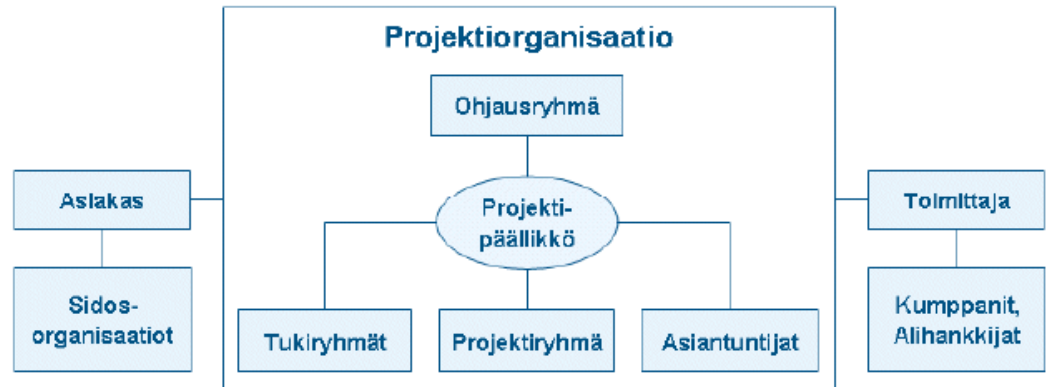 Projektiorganisaatio
Ohjausryhmä
Asiakas
Projekti-
päällikkö
Toimittaja
Sidos-
organisaatiot
Tukiryhmät
Projektiryhmä
Asiantuntijat
Kumppanit,
Alihankkijat